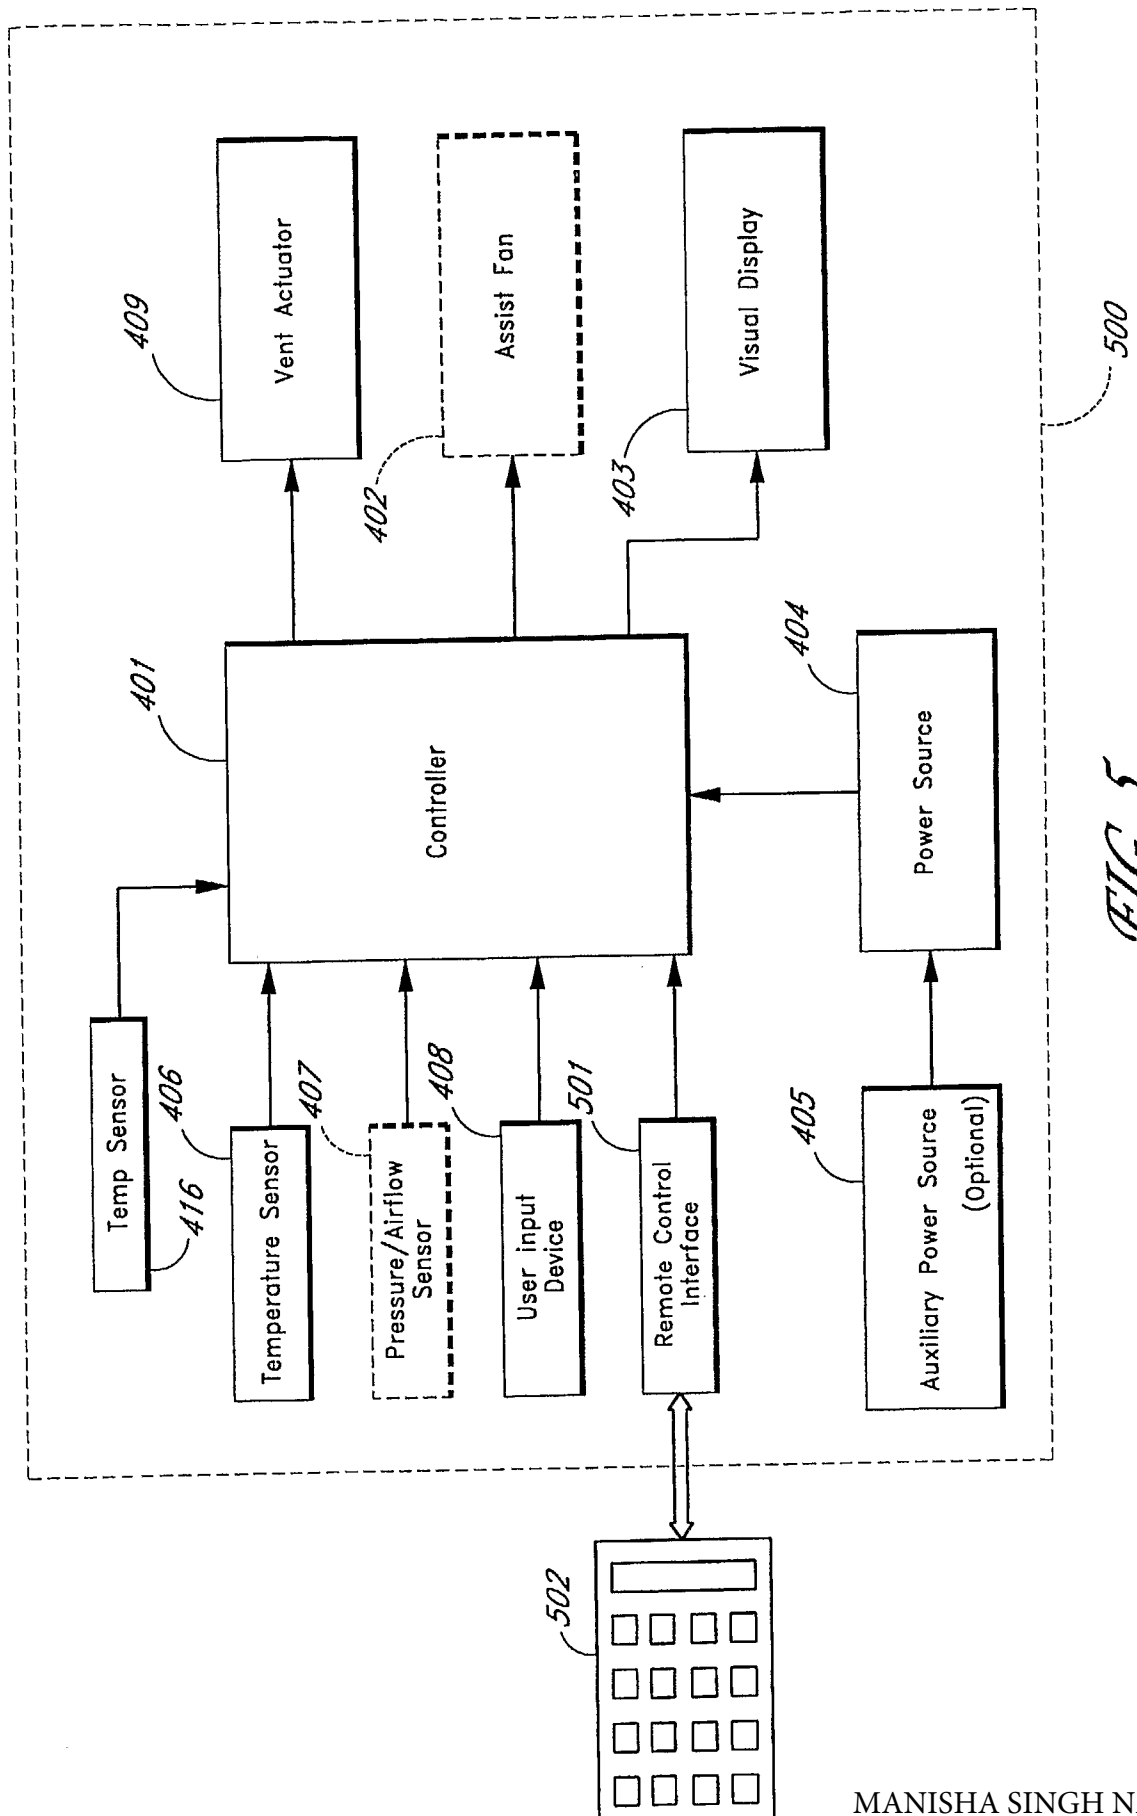 409
Vent Actuator
402
Assist Fan
403
Visual Display
500
401
Controller
404
Power Source
Temp Sensor
416
406
Temperature Sensor
407
Pressure/Airflow
Sensor
408
User input
Device
501
Remote Control
Interface
405
Auxiliary Power Source
(Optional)
502
FIG. 5
MANISHA SINGH